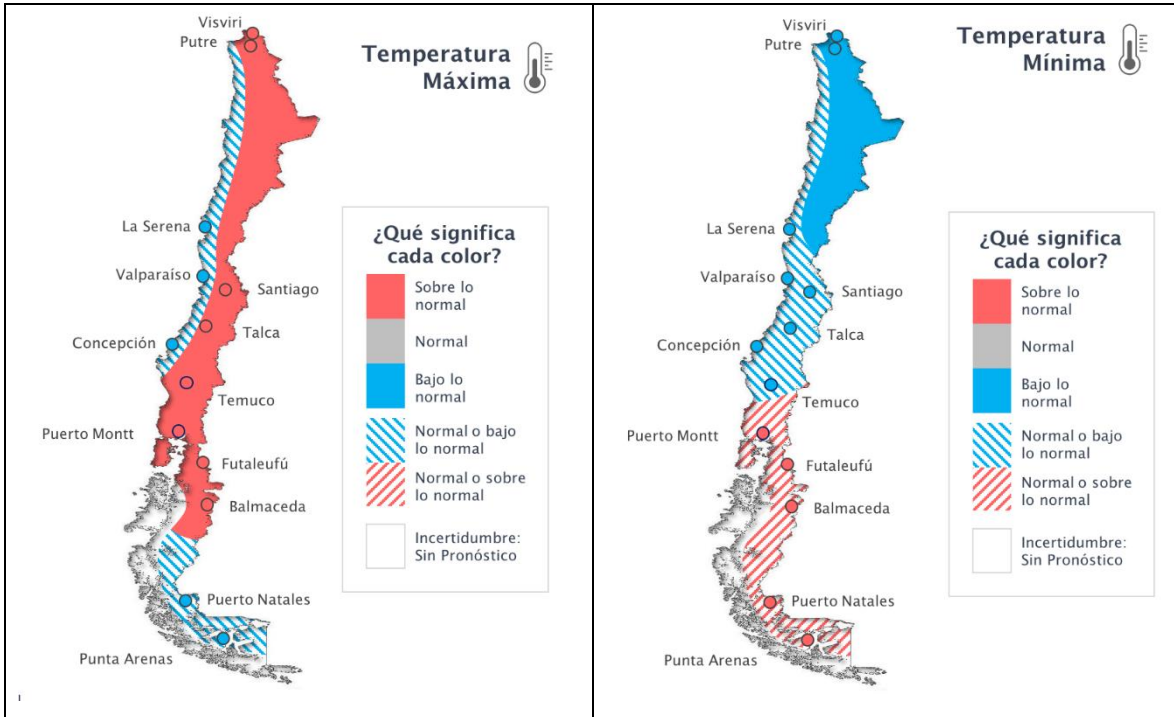 Visviri
Putre
Temperatura
Máxima
La Serena
Valparaíso
Santiago
Talca
Concepción
Temuco
Puerto Montt
Futaleufú
Balmaceda
Puerto Natales
Punta Arenas
¿Qué significa
cada color?
Sobre lo
normal
Normal
Bajo lo
normal
Normal o bajo
lo normal
Normal o sobre
lo normal
Incertidumbre:
Sin Pronóstico
Visviri
Putre
Temperatura
Mínima
La Serena
Valparaíso
Santiago
Talca
Concepción
Temuco
Puerto Montt
Futaleufú
Balmaceda
Puerto Natales
Punta Arenas
¿Qué significa
cada color?
Sobre lo
normal
Normal
Bajo lo
normal
Normal o bajo
lo normal
Normal o sobre
lo normal
Incertidumbre:
Sin Pronóstico